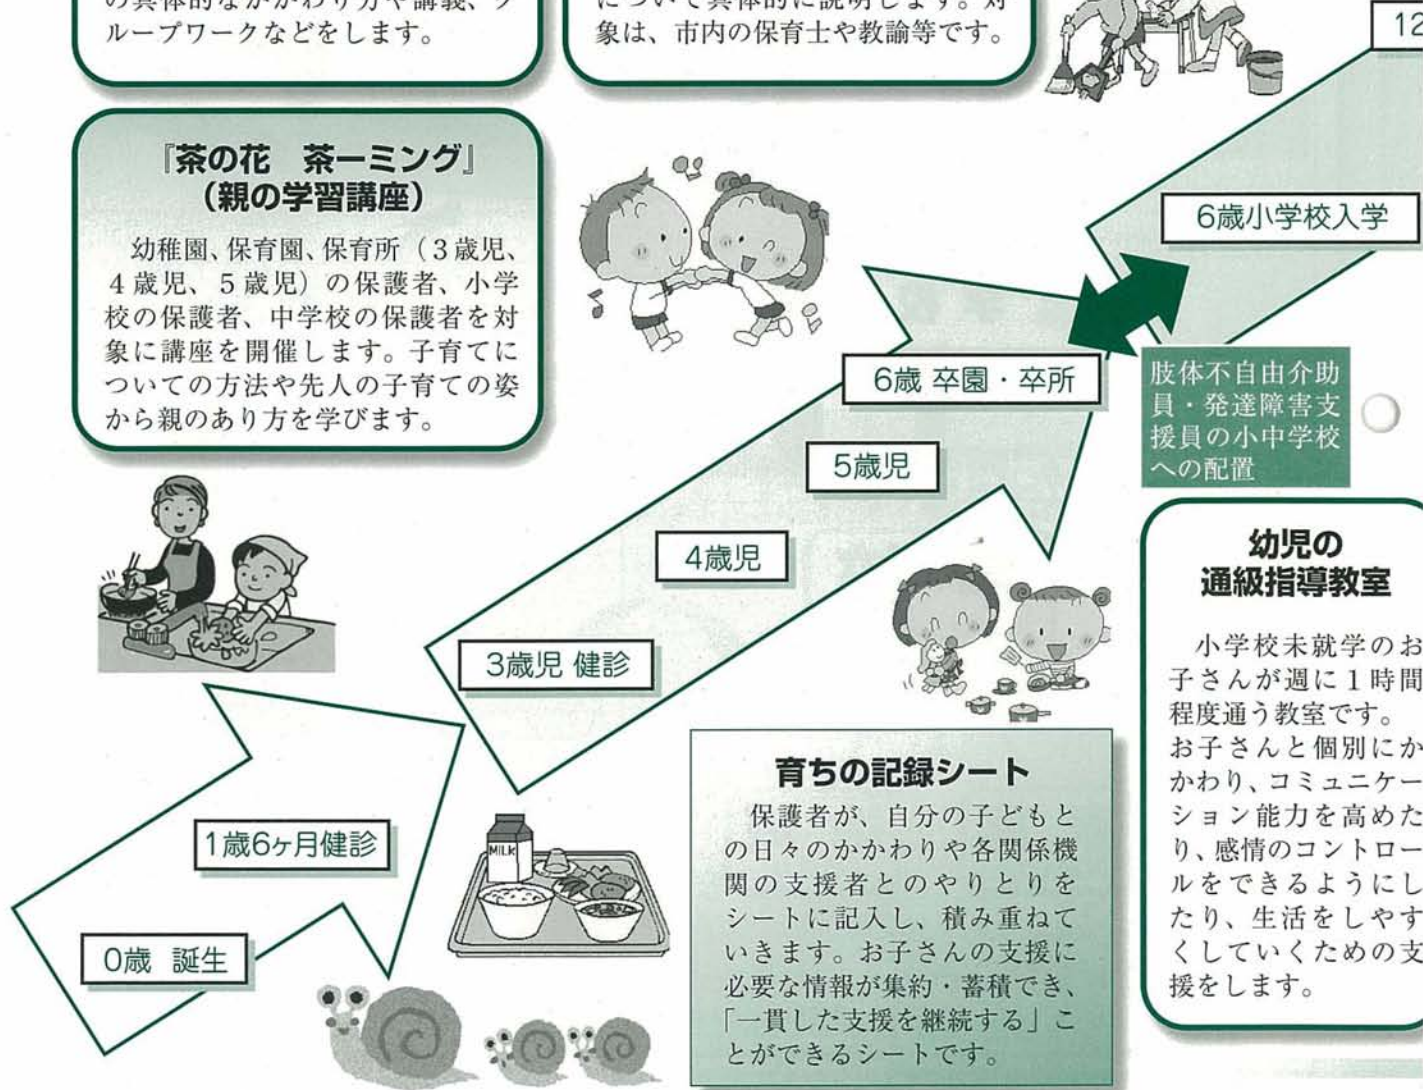 ループワークなどをします。
について具体的に説明します。対
象は、市内の保育士や教諭等です。
12
『茶の花　茶ーミング』
（親の学習講座）
幼稚園、保育園、保育所（３歳児、
４歳児、５歳児）の保護者、小学
校の保護者、中学校の保護者を対
象に講座を開催します。子育てに
ついての方法や先人の子育ての姿
から親のあり方を学びます。
6歳小学校入学
6歳 卒園・卒所
肢体不自由介助
員・発達障害支
援員の小中学校
への配置
5歳児
4歳児
3歳児 健診
1歳6ヶ月健診
0歳 誕生
MILK
育ちの記録シート
保護者が、自分の子どもと
の日々のかかわりや各関係機
関の支援者とのやりとりを
シートに記入し、積み重ねて
いきます。お子さんの支援に
必要な情報が集約・蓄積でき、
「一貫した支援を継続する」こ
とができるシートです。
幼児の
通級指導教室
小学校未就学のお
子さんが週に１時間
程度通う教室です。
お子さんと個別にか
かわり、コミュニケー
ション能力を高めた
り、感情のコントロー
ルをできるようにし
たり、生活をしやす
くしていくための支
援をします。